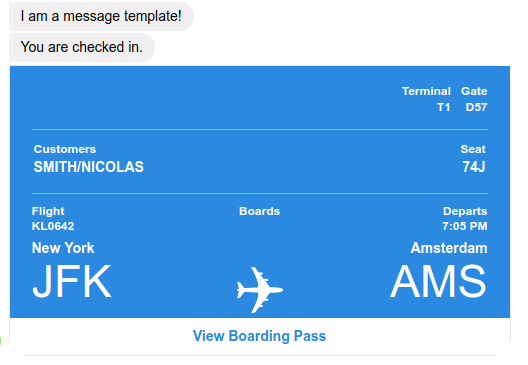 I am a message template!
You are checked in.
Terminal Gate
T1 D57
Customers Seat
SMITH/NICOLAS 74J
Flight Boards Departs
KL0642 7:05 PM
New York Amsterdam
JFK AMS
View Boarding Pass